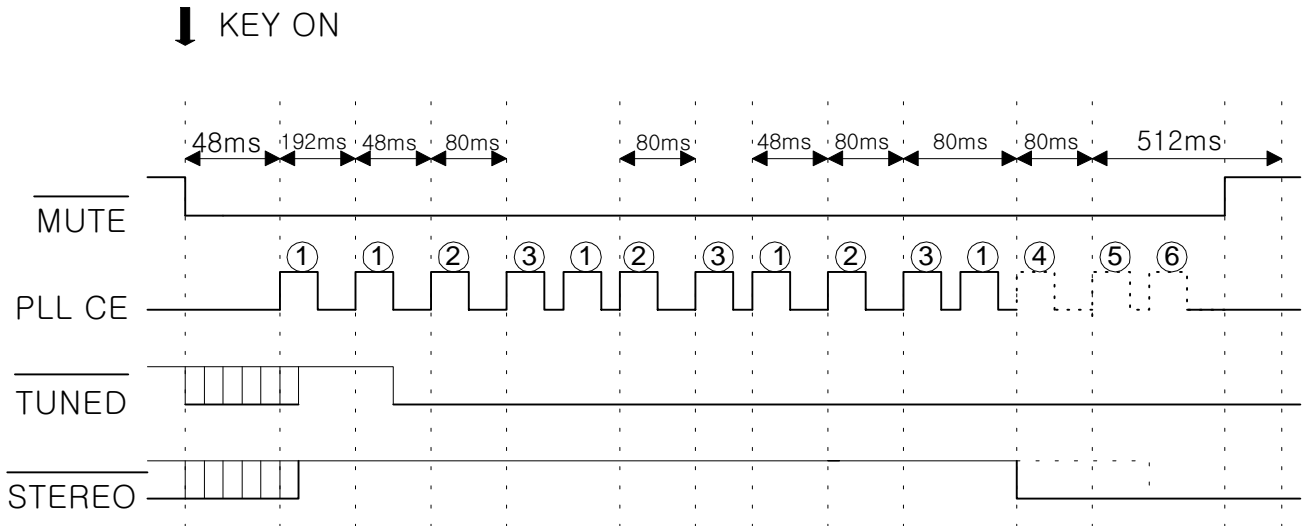 KEY ON
48ms 192ms 48ms 80ms 80ms 48ms 80ms 80ms 80ms 512ms
MUTE
① ① ② ③ ① ② ③ ① ② ③ ① ④ ⑤ ⑥
PLL CE
TUNED
STEREO